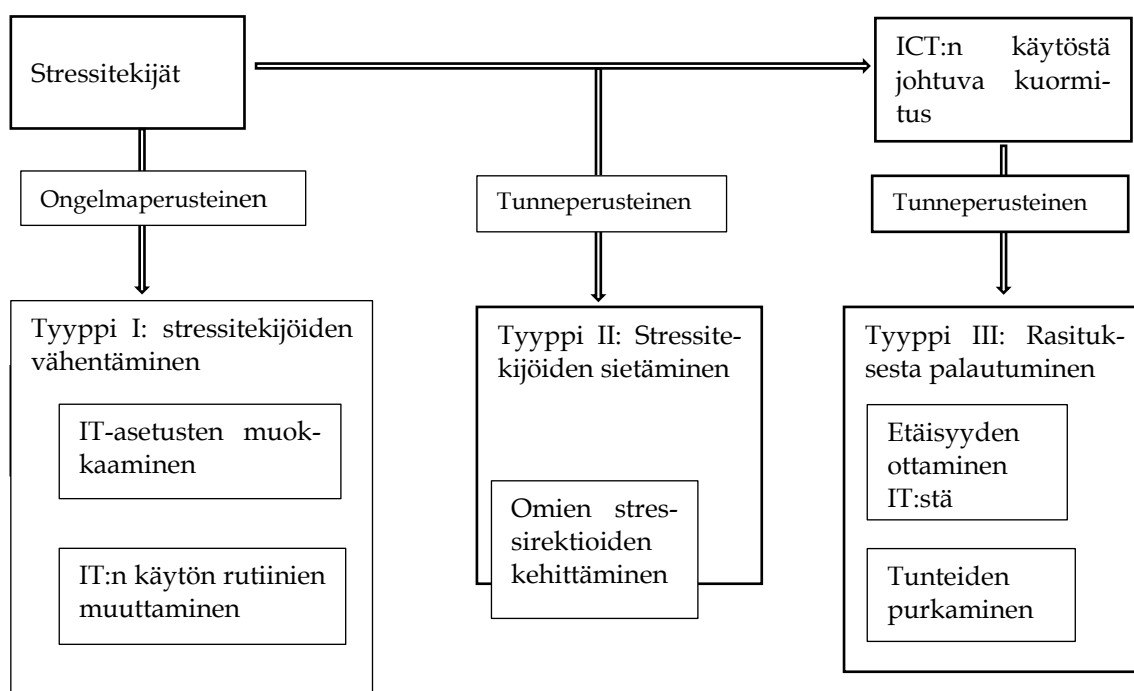 Stressitekijät
ICT:n käytöstä
johtuva kuormi-
tus
Ongelmaperusteinen
Tunneperusteinen
Tunneperusteinen
Tyyppi I: stressitekijöiden
vähentäminen
IT-asetusten muok-
kaaminen
IT:n käytön rutiinien
muuttaminen
Tyyppi II: Stressite-
kijöiden sietäminen
Omien stres-
sirektioiden
kehittäminen
Tyyppi III: Rasituk-
sesta palautuminen
Etäisyyden
ottaminen
IT:stä
Tunteiden
purkaminen